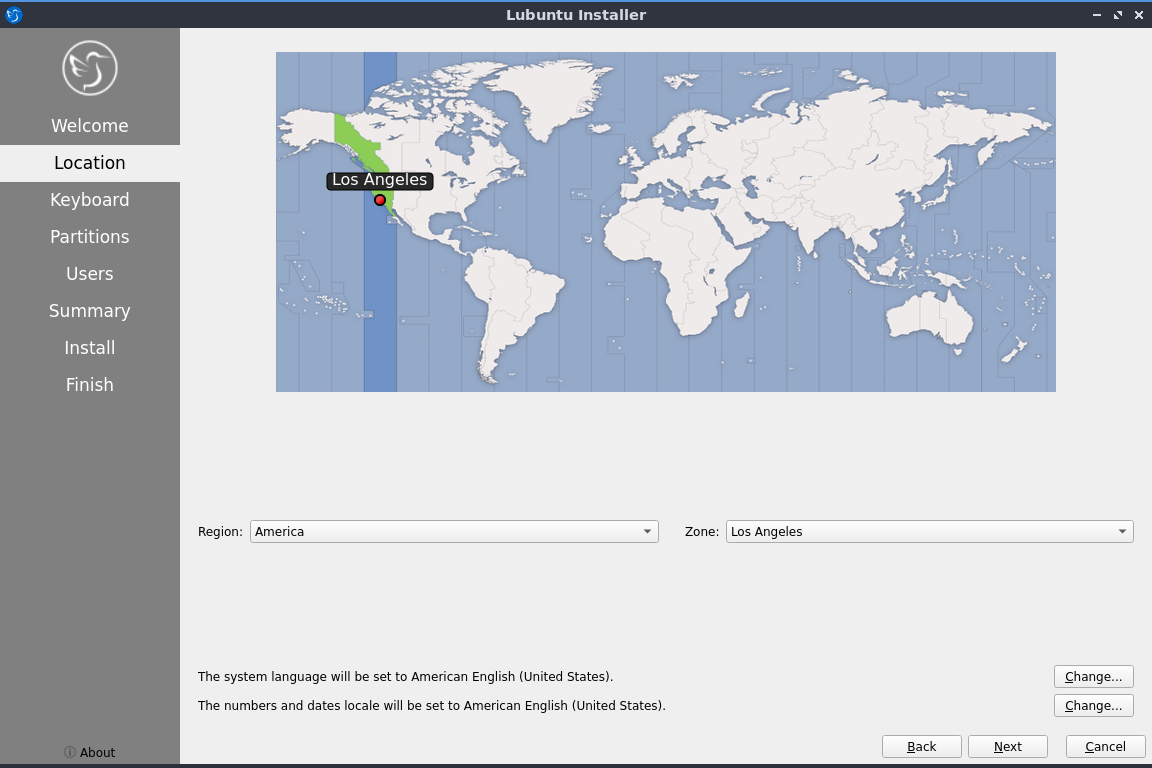 Lubuntu Installer
Welcome
Location
Keyboard
Partitions
Users
Summary
Install
Finish
About
Los Angeles
Region: America Zone: Los Angeles
The system language will be set to American English (United States). Change...
The numbers and dates locale will be set to American English (United States). Change...
Back Next Cancel